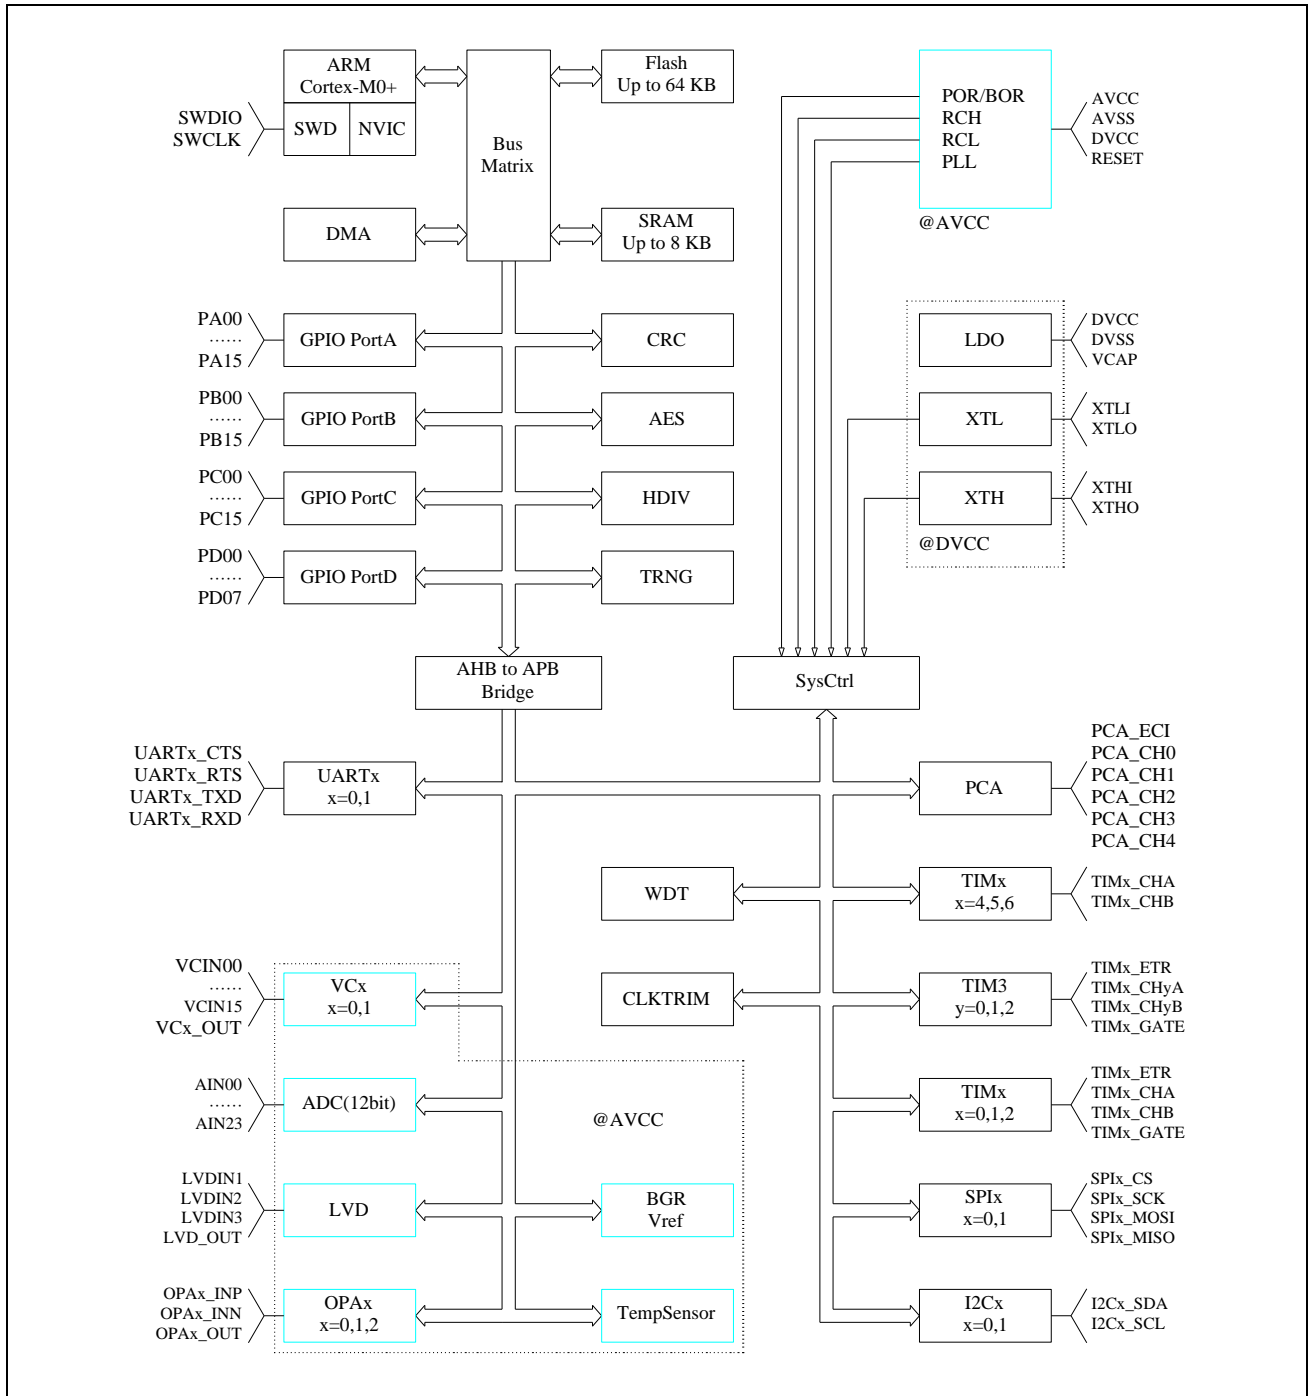 ARM
Cortex-M0+
SWD
NVIC
SWDIO
SWCLK
Bus
Matrix
Flash
Up to 64 KB
DMA
SRAM
Up to 8 KB
POR/BOR
RCH
RCL
PLL
@AVCC
AVCC
AVSS
DVCC
RESET
PA00
......
PA15
GPIO PortA
CRC
LDO
DVCC
DVSS
VCAP
PB00
......
PB15
GPIO PortB
AES
XTL
XTLI
XTLO
PC00
......
PC15
GPIO PortC
HDIV
XTH
XTHI
XTHO
@DVCC
PD00
......
PD07
GPIO PortD
TRNG
AHB to APB
Bridge
SysCtrl
UARTx_CTS
UARTx_RTS
UARTx_TXD
UARTx_RXD
UARTx
x=0,1
PCA
PCA_ECI
PCA_CH0
PCA_CH1
PCA_CH2
PCA_CH3
PCA_CH4
WDT
TIMx
x=4,5,6
TIMx_CHA
TIMx_CHB
VCIN00
......
VCIN15
VCx_OUT
VCx
x=0,1
CLKTRIM
TIM3
y=0,1,2
TIMx_ETR
TIMx_CHyA
TIMx_CHyB
TIMx_GATE
AIN00
......
AIN23
ADC(12bit)
@AVCC
TIMx
x=0,1,2
TIMx_ETR
TIMx_CHA
TIMx_CHB
TIMx_GATE
LVDIN1
LVDIN2
LVDIN3
LVD_OUT
LVD
BGR
Vref
SPIx
x=0,1
SPIx_CS
SPIx_SCK
SPIx_MOSI
SPIx_MISO
OPAx_INP
OPAx_INN
OPAx_OUT
OPAx
x=0,1,2
TempSensor
I2Cx
x=0,1
I2Cx_SDA
I2Cx_SCL